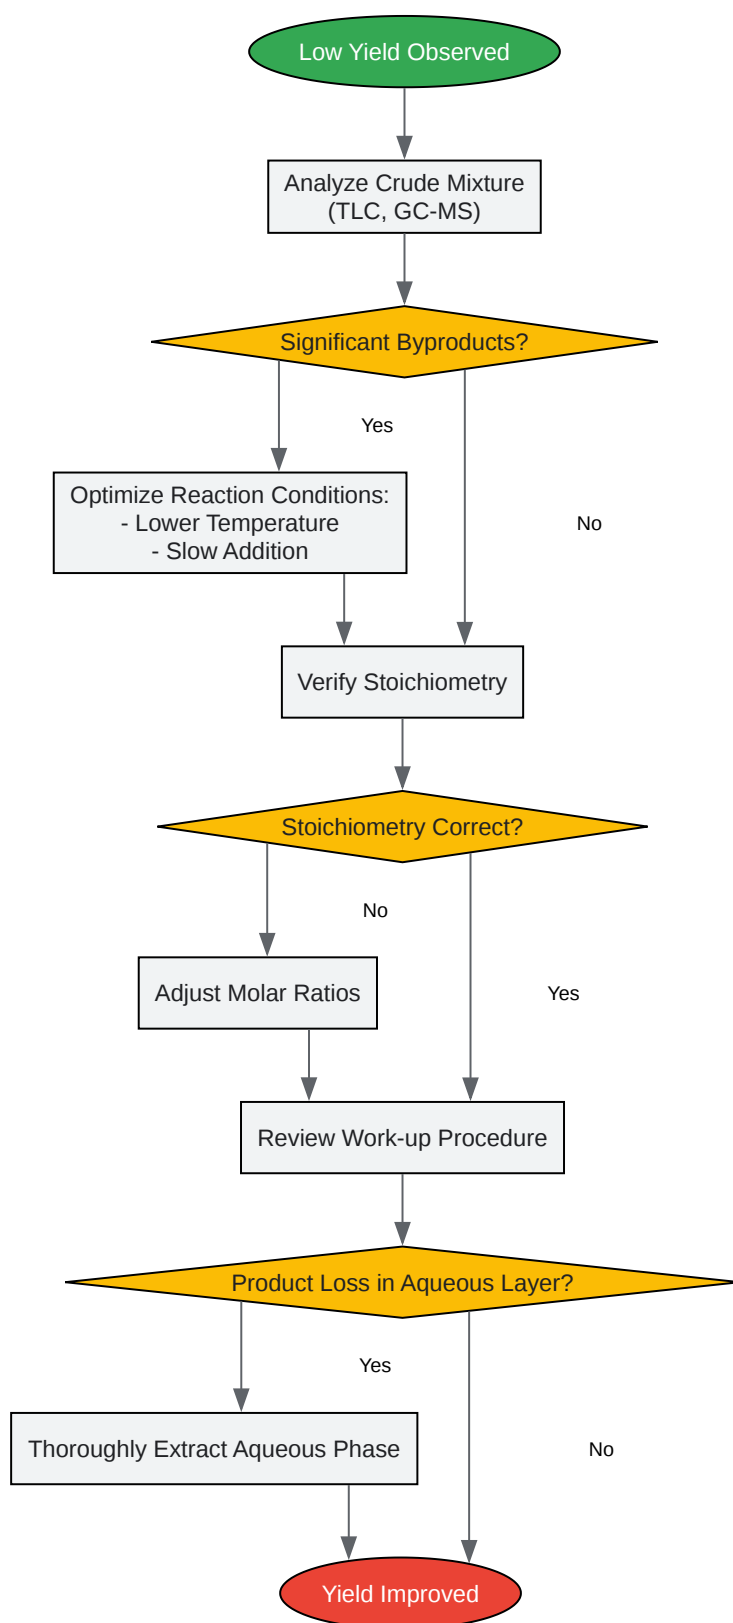 Low Yield Observed
Analyze Crude Mixture
(TLC, GC-MS)
Significant Byproducts?
Yes
Optimize Reaction Conditions:
- Lower Temperature
- Slow Addition
No
Verify Stoichiometry
Stoichiometry Correct?
No
Adjust Molar Ratios
Yes
Review Work-up Procedure
Product Loss in Aqueous Layer?
Yes
Thoroughly Extract Aqueous Phase
No
Yield Improved